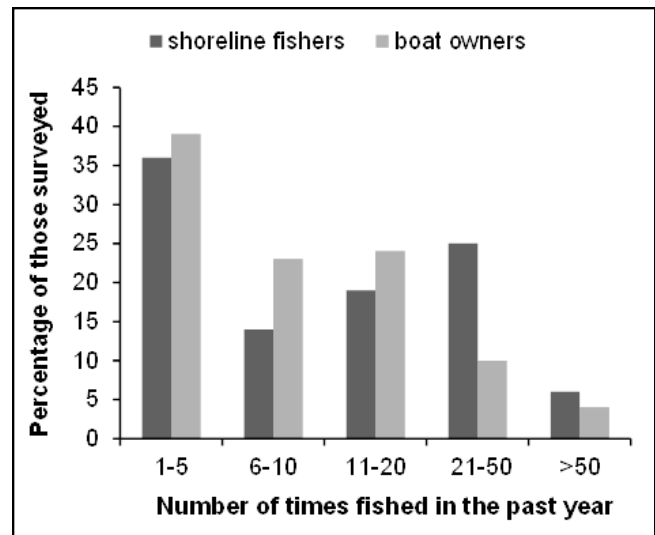 shoreline fishers boat owners
Percentage of those surveyed
45
40
35
30
25
20
15
10
5
0
1-5 6-10 11-20 21-50 >50
Number of times fished in the past year